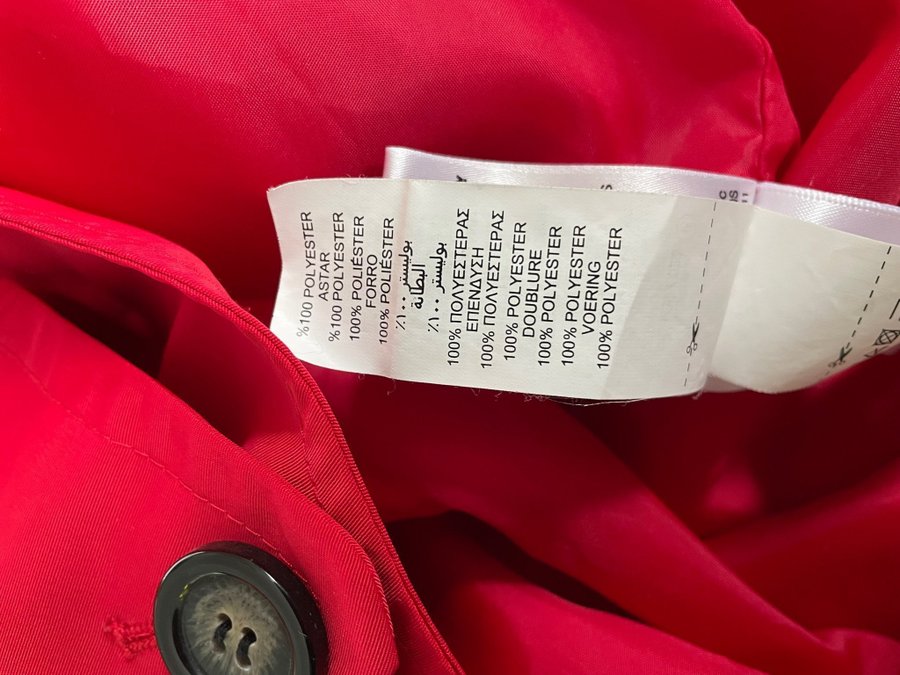 %100 POLYESTER
ASTAR
%100 POLYESTER
100% POLIÉSTER
FORRO
100% POLIÉSTER
بوليستر ١٠٠٪
البطانة
بوليستر ١٠٠٪
100% ΠΟΛΥΕΣΤΕΡΑΣ
ΕΠΕΝΔΥΣΗ
100% ΠΟΛΥΕΣΤΕΡΑΣ
100% POLYESTER
DOUBLURE
100% POLYESTER
100% POLYESTER
VOERING
100% POLYESTER